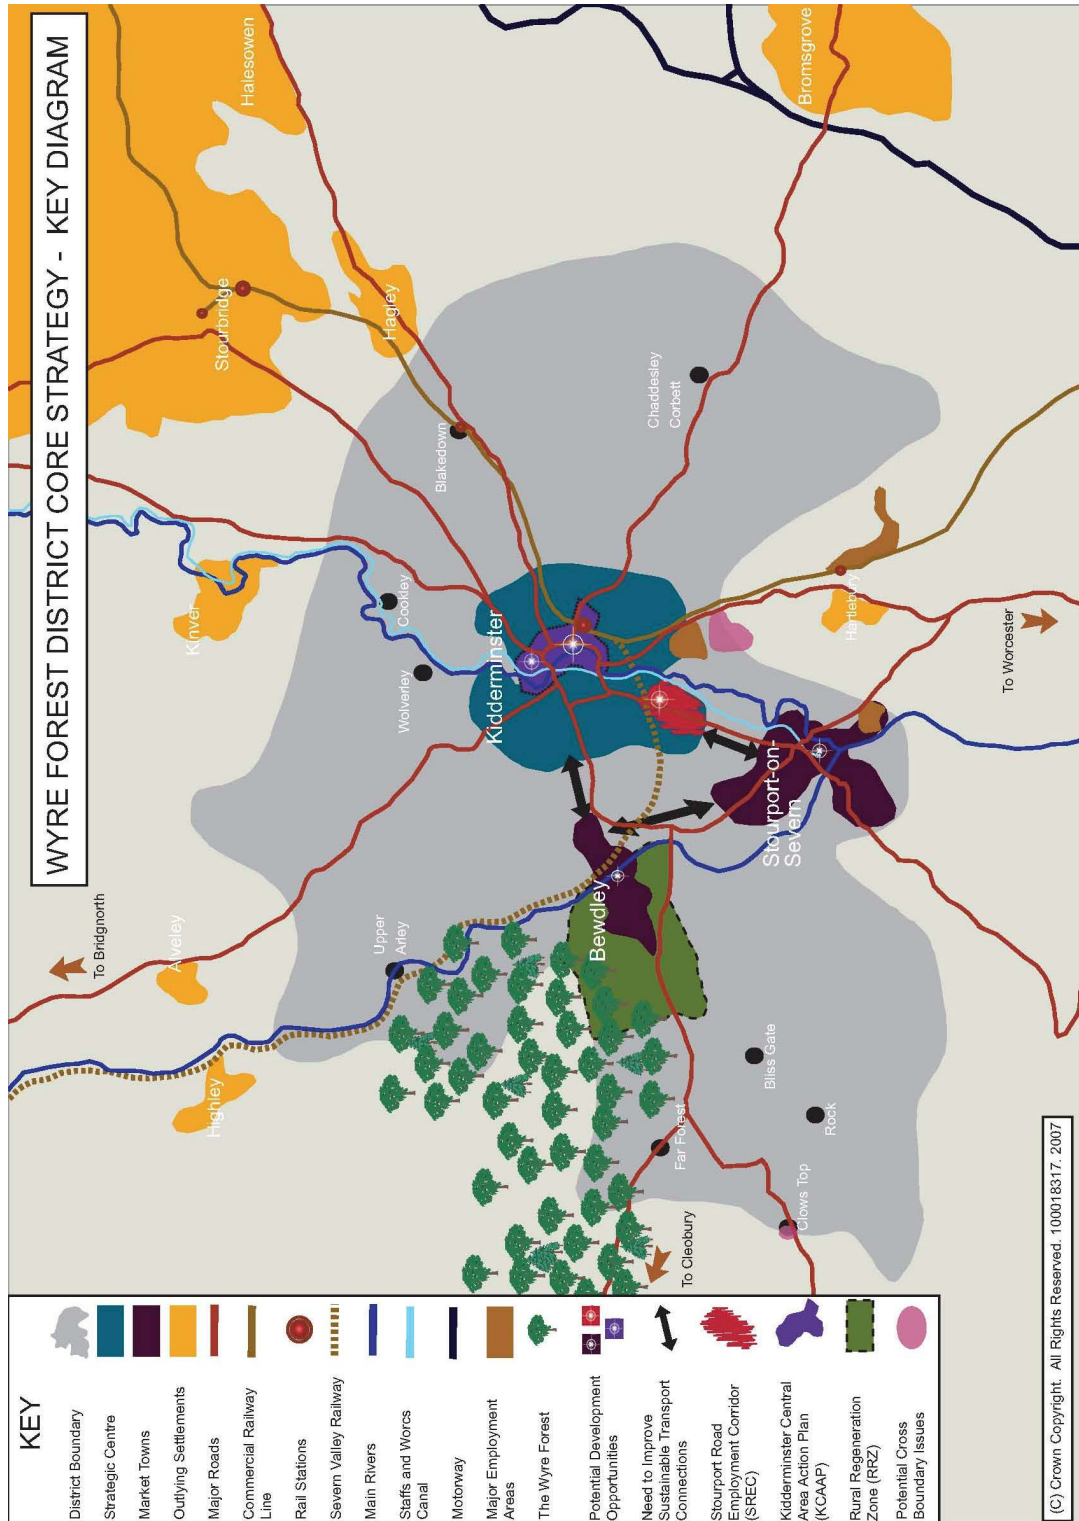 WYRE FOREST DISTRICT CORE STRATEGY - KEY DIAGRAM
To Bridgnorth
Alveley
Highley
Kinver
Stourbridge
Halesowen
Hagley
Bromsgrove
Upper
Arley
Wolverley
Cookley
Blakedown
Kidderminster
Chaddesley
Corbett
Bewdley
Stourport-on-
Severn
Hartlebury
To Worcester
Far Forest
Bliss Gate
Rock
Clows Top
To Cleobury
KEY
District Boundary
Strategic Centre
Market Towns
Outlying Settlements
Major Roads
Commercial Railway
Line
Rail Stations
Severn Valley Railway
Main Rivers
Staffs and Worcs
Canal
Motorway
Major Employment
Areas
The Wyre Forest
Potential Development
Opportunities
Need to Improve
Sustainable Transport
Connections
Stourport Road
Employment Corridor
(SREC)
Kidderminster Central
Area Action Plan
(KCAAP)
Rural Regeneration
Zone (RRZ)
Potential Cross
Boundary Issues
(C) Crown Copyright. All Rights Reserved. 100018317. 2007